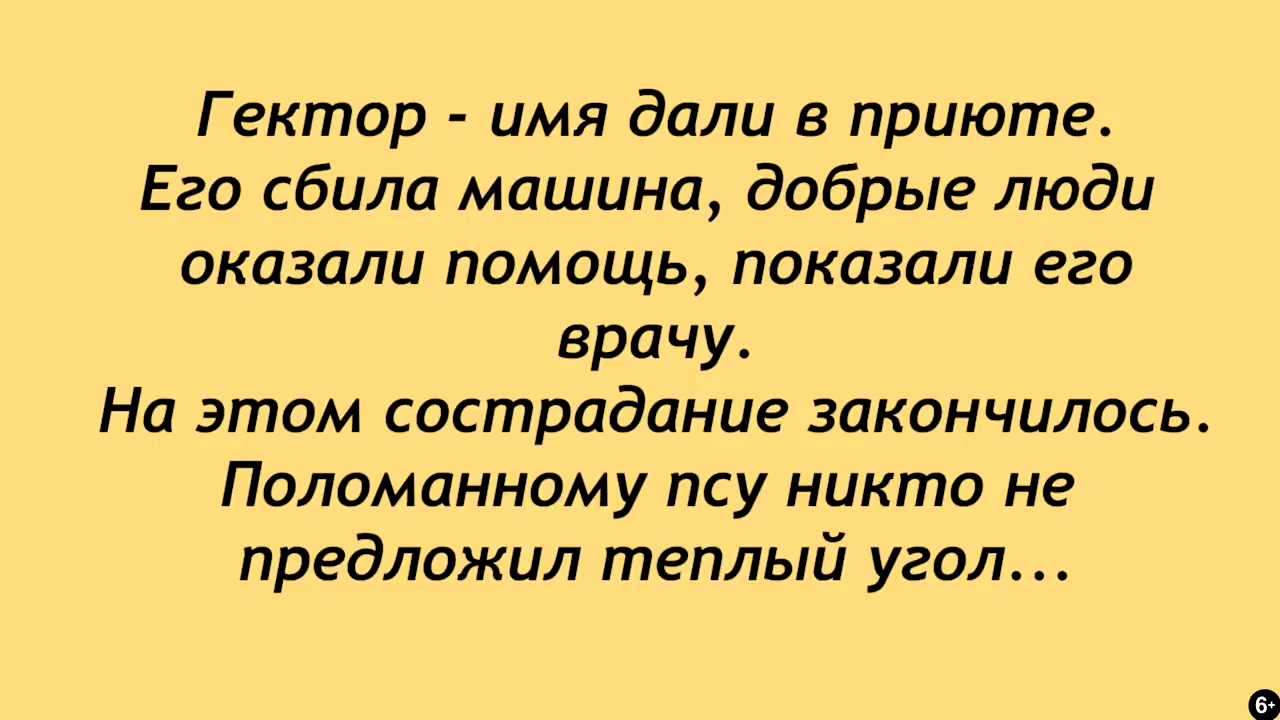 Гектор - имя дали в приюте.
Его сбила машина, добрые люди
оказали помощь, показали его
врачу.
На этом сострадание закончилось.
Поломанному псу никто не
предложил теплый угол...
6+